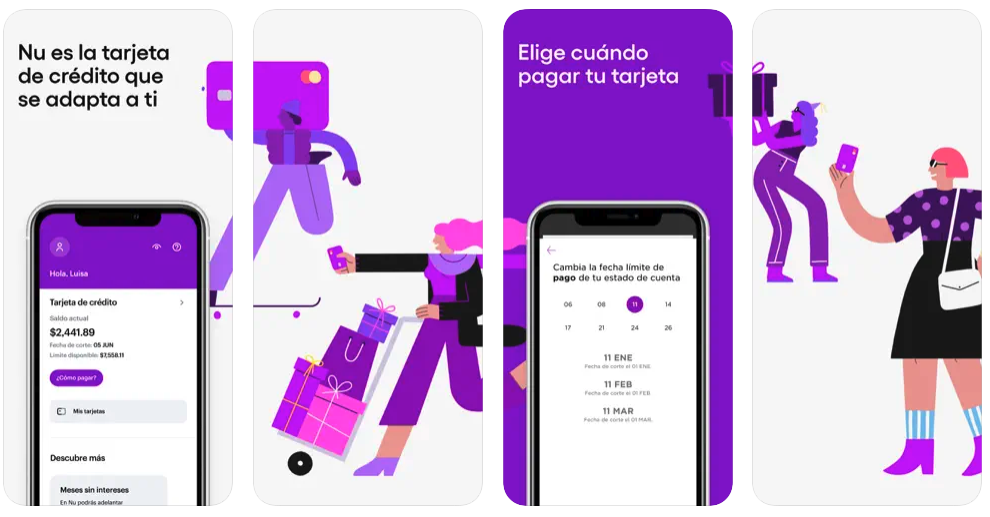 Nu es la tarjeta
de crédito que
se adapta a ti
Hola, Luisa
Tarjeta de crédito
Saldo actual
$2,441.89
Fecha de corte: 05 JUN
Límite disponible: $7,558.11
¿Cómo pagar?
Mis tarjetas
Descubre más
Meses sin intereses
En Nu podrás adelantar
Elige cuándo
pagar tu tarjeta
Cambia la fecha límite de
pago de tu estado de cuenta
06 08 11 14
17 21 24 26
11 ENE
Fecha de corte el 01 ENE.
11 FEB
Fecha de corte el 01 FEB
11 MAR
Fecha de corte el 01 MAR.